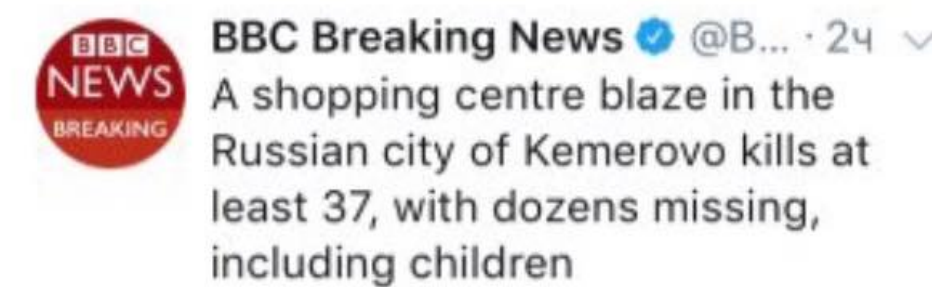 BBC
NEWS
BREAKING
BBC Breaking News @B... · 2ч
A shopping centre blaze in the
Russian city of Kemerovo kills at
least 37, with dozens missing,
including children